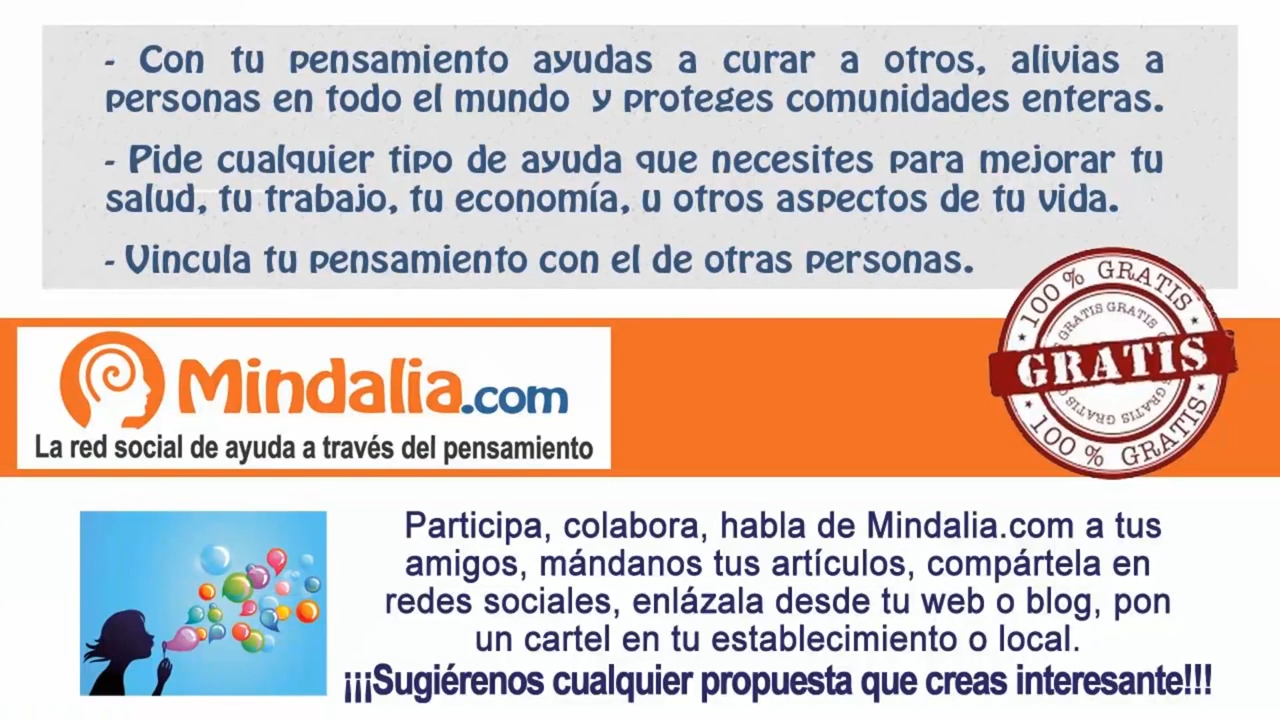 - Con tu pensamiento ayudas a curar a otros, alivias a
personas en todo el mundo y proteges comunidades enteras.
- Pide cualquier tipo de ayuda que necesites para mejorar tu
salud, tu trabajo, tu economía, u otros aspectos de tu vida.
- Vincula tu pensamiento con el de otras personas.
100 % GRATIS
GRATIS GRATIS
GRATIS
GRATIS GRATIS GRATIS
100 % GRATIS
Mindalia.com
La red social de ayuda a través del pensamiento
Participa, colabora, habla de Mindalia.com a tus
amigos, mándanos tus artículos, compártela en
redes sociales, enlázala desde tu web o blog, pon
un cartel en tu establecimiento o local.
¡¡¡Sugiérenos cualquier propuesta que creas interesante!!!